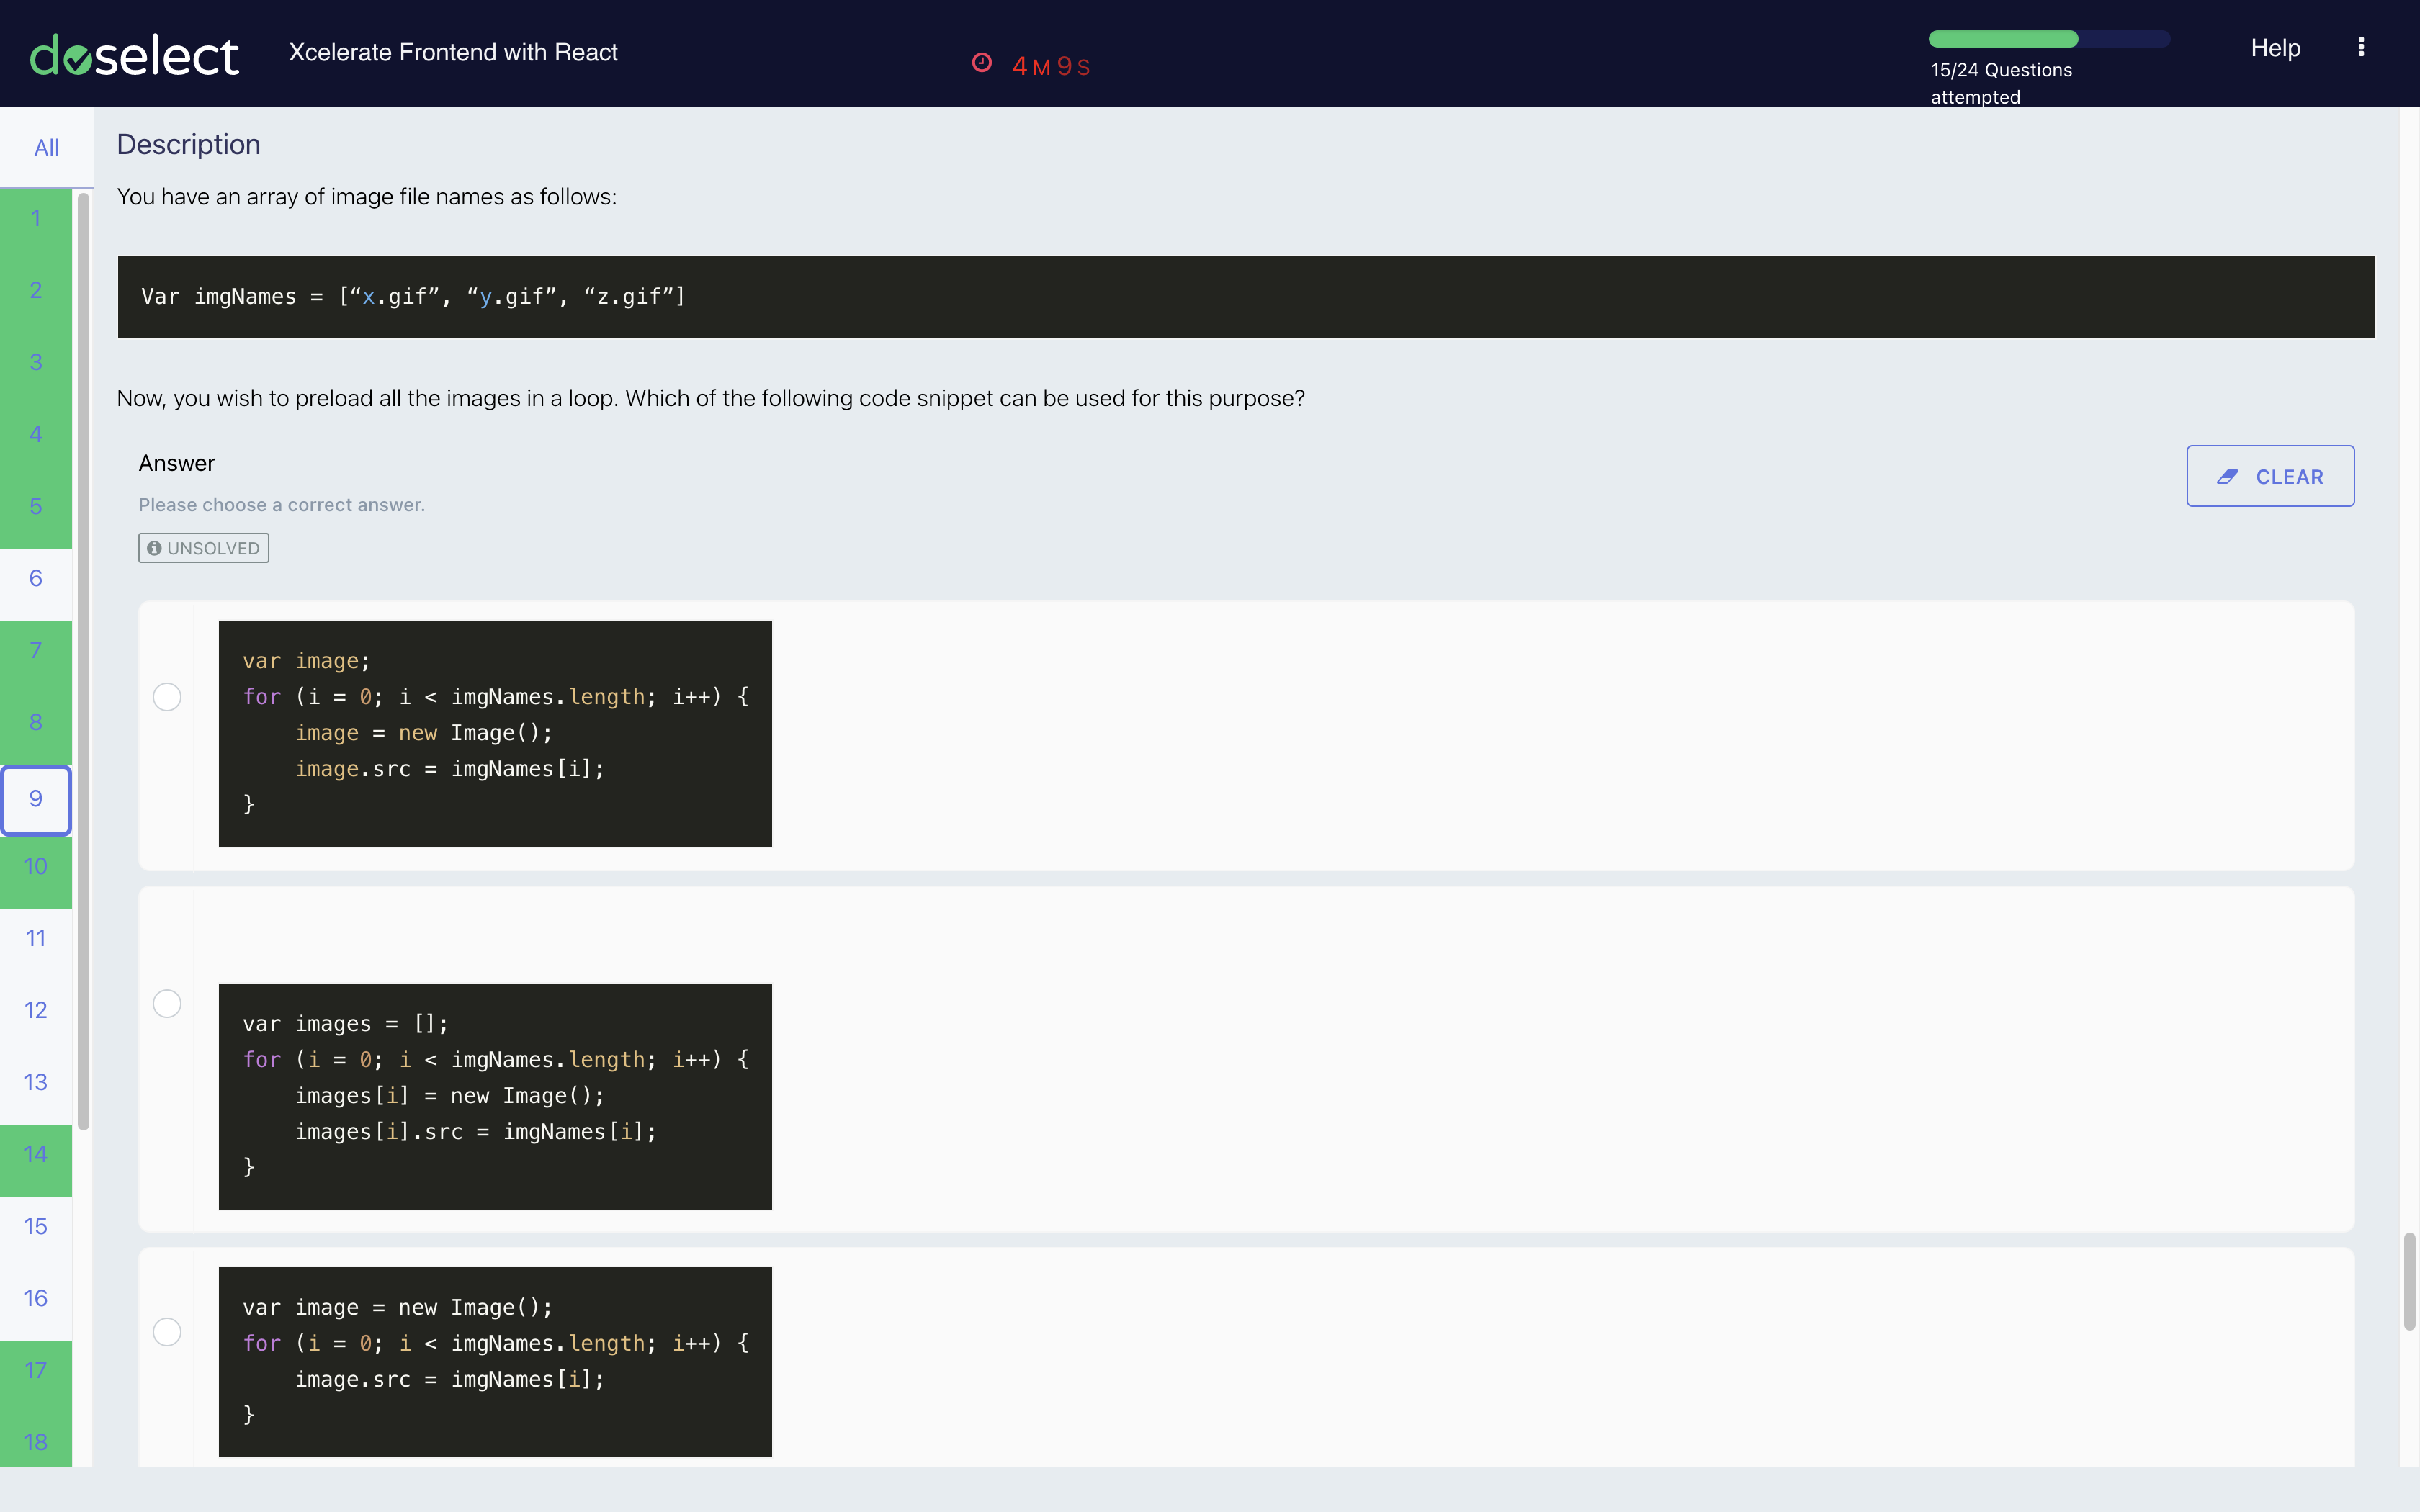 doselect
Xcelerate Frontend with React
4 M 9 S
15/24 Questions
attempted
Help
All
1
2
3
4
5
6
7
8
9
10
11
12
13
14
15
16
17
18
Description
You have an array of image file names as follows:
Var imgNames = [“x.gif”, “y.gif”, “z.gif”]
Now, you wish to preload all the images in a loop. Which of the following code snippet can be used for this purpose?
Answer
CLEAR
Please choose a correct answer.
UNSOLVED
var image;
for (i = 0; i < imgNames.length; i++) {
    image = new Image();
    image.src = imgNames[i];
}
var images = [];
for (i = 0; i < imgNames.length; i++) {
    images[i] = new Image();
    images[i].src = imgNames[i];
}
var image = new Image();
for (i = 0; i < imgNames.length; i++) {
    image.src = imgNames[i];
}